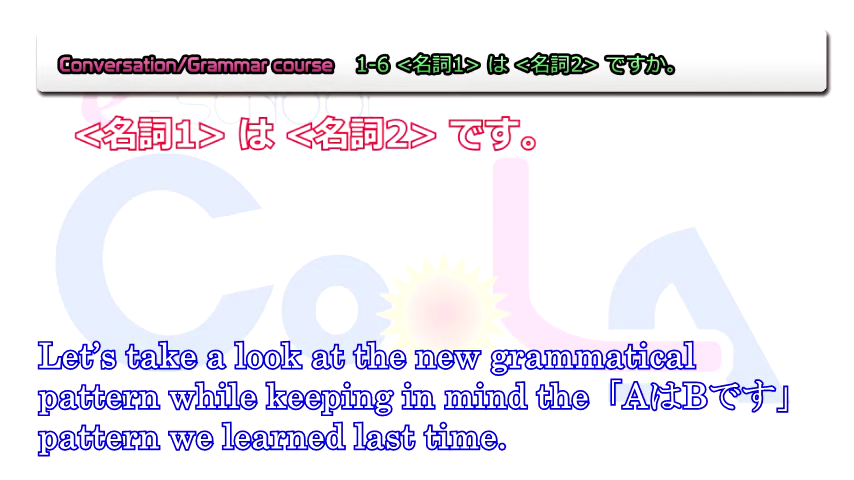 Conversation/Grammar course 1-6 <名詞1> は <名詞2> ですか。
<名詞1> は <名詞2> です。
CoLA
Let's take a look at the new grammatical
pattern while keeping in mind the「AはBです」
pattern we learned last time.